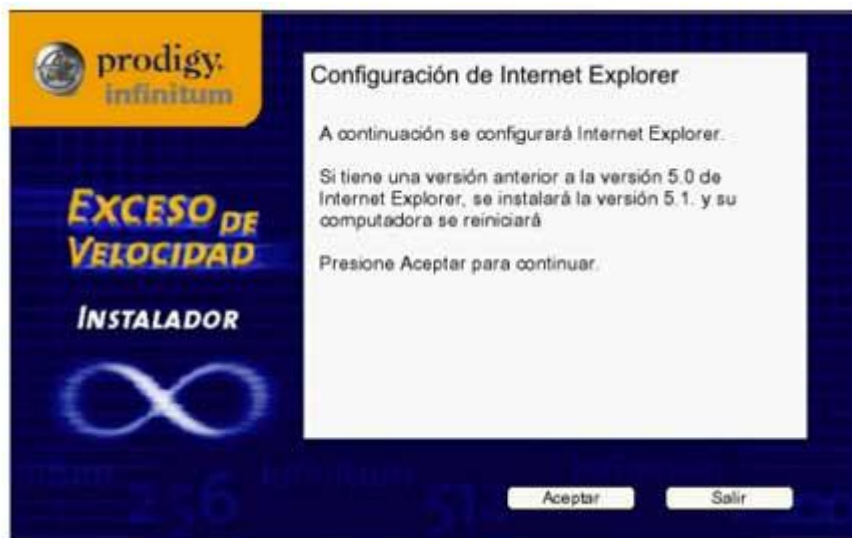 prodigy.
infinitum
Configuración de Internet Explorer
A continuación se configurará Internet Explorer.
Si tiene una versión anterior a la versión 5.0 de
Internet Explorer, se instalará la versión 5.1. y su
computadora se reiniciará
Presione Aceptar para continuar.
EXCESO DE
VELOCIDAD
INSTALADOR
256
Aceptar
Salir